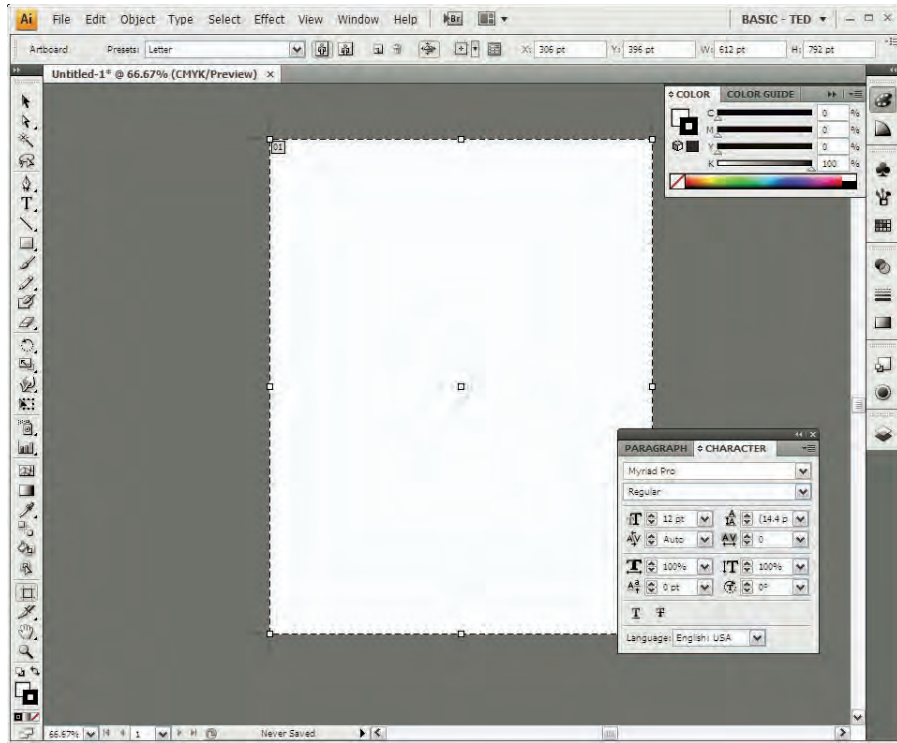 Ai File Edit Object Type Select Effect View Window Help Br BASIC - TED
Artboard Presets: Letter X: 306 pt Y: 396 pt W: 612 pt H: 792 pt
Untitled-1* @ 66.67% (CMYK/Preview) ×
COLOR COLOR GUIDE
C 0 %
M 0 %
Y 0 %
K 100 %
01
PARAGRAPH CHARACTER
Myriad Pro
Regular
12 pt (14.4 p
Auto 0
100% 100%
0 pt 0°
Language: English: USA
66.67% 1 Never Saved